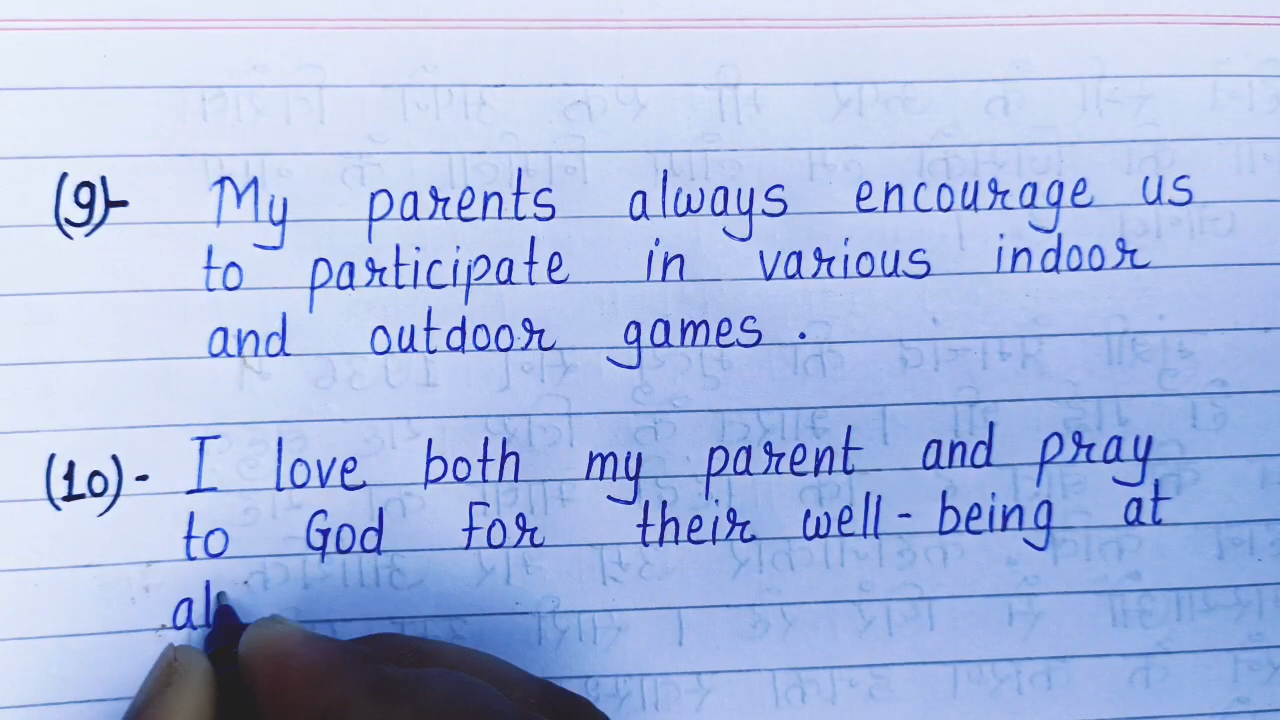 (9)- My parents always encourage us
to participate in various indoor
and outdoor games.
(10)- I love both my parent and pray
to God for their well-being at
al